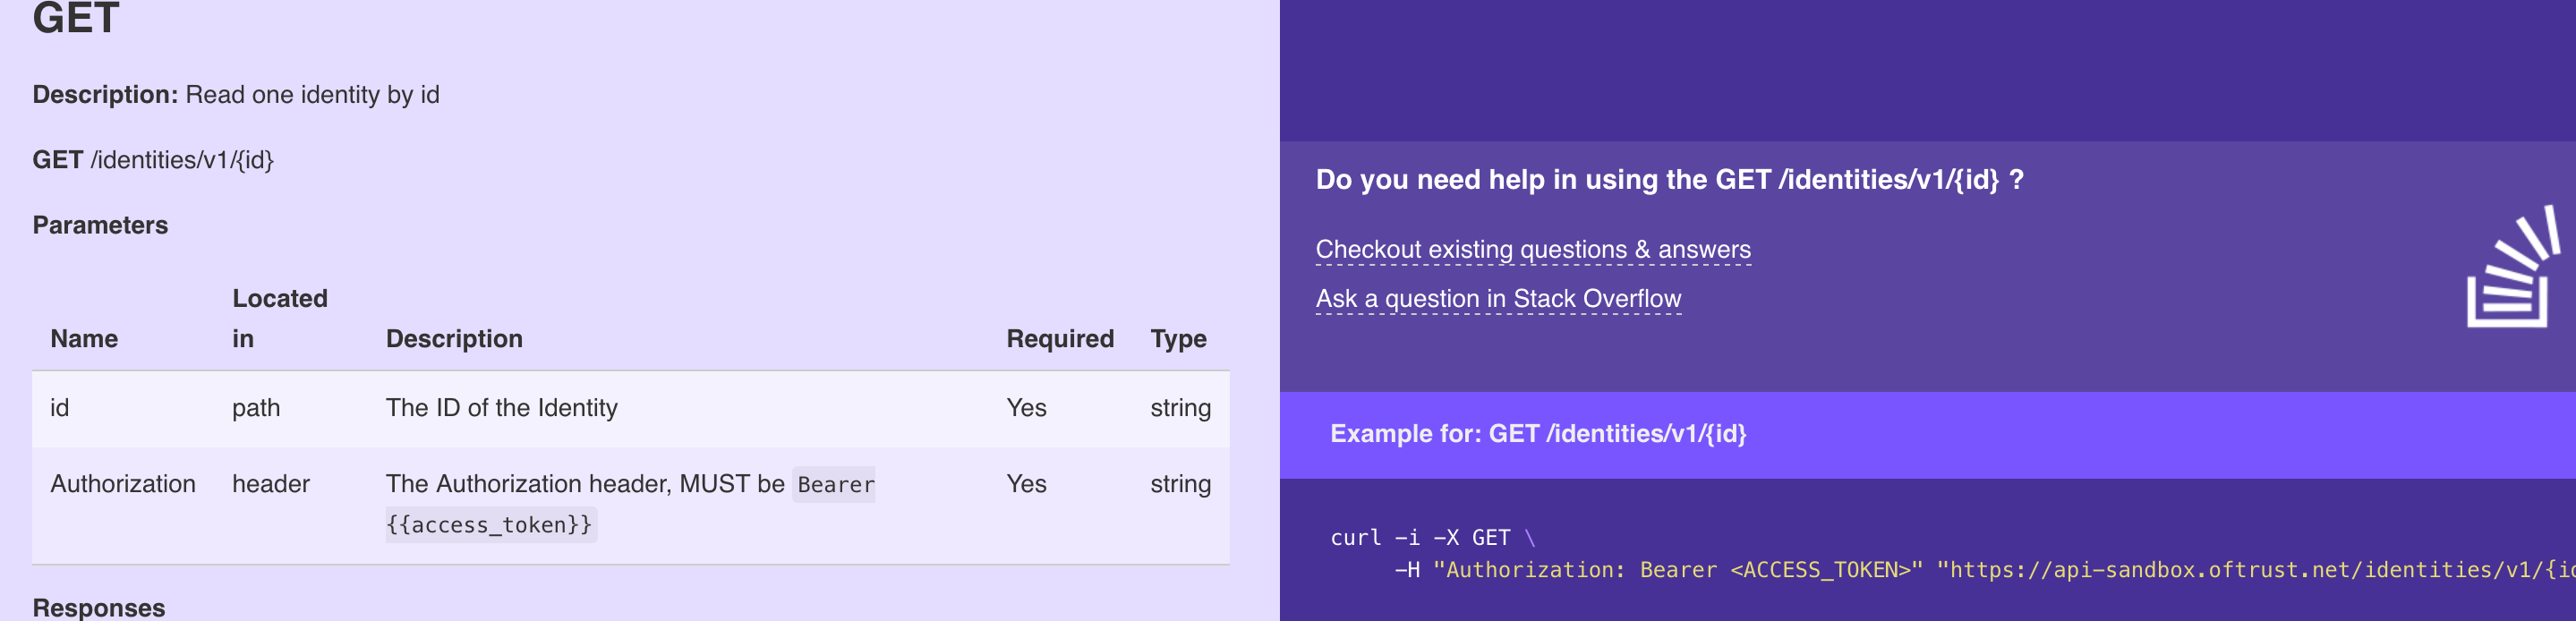 GET
Description: Read one identity by id
GET /identities/v1/{id}
Parameters
Name Located in Description Required Type
id path The ID of the Identity Yes string
Authorization header The Authorization header, MUST be Bearer Yes string
{{access_token}}
Responses
Do you need help in using the GET /identities/v1/{id} ?
Checkout existing questions & answers
Ask a question in Stack Overflow
Example for: GET /identities/v1/{id}
curl -i -X GET \
-H "Authorization: Bearer <ACCESS_TOKEN>" "https://api-sandbox.oftrust.net/identities/v1/{id